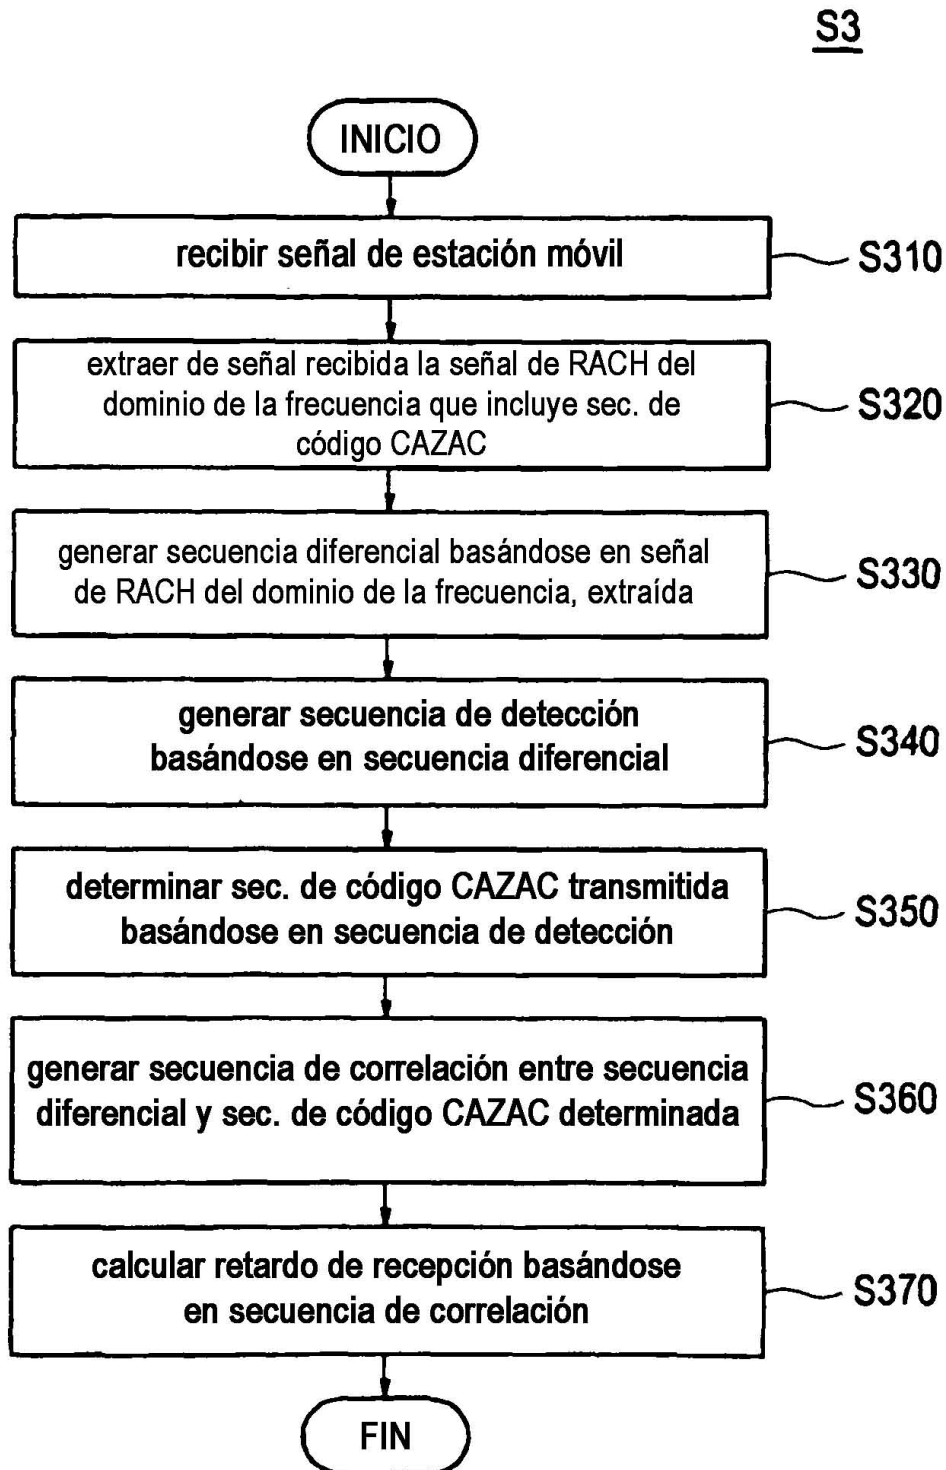 S3
INICIO
recibir señal de estación móvil
S310
extraer de señal recibida la señal de RACH del
dominio de la frecuencia que incluye sec. de
código CAZAC
S320
generar secuencia diferencial basándose en señal
de RACH del dominio de la frecuencia, extraída
S330
generar secuencia de detección
basándose en secuencia diferencial
S340
determinar sec. de código CAZAC transmitida
basándose en secuencia de detección
S350
generar secuencia de correlación entre secuencia
diferencial y sec. de código CAZAC determinada
S360
calcular retardo de recepción basándose
en secuencia de correlación
S370
FIN